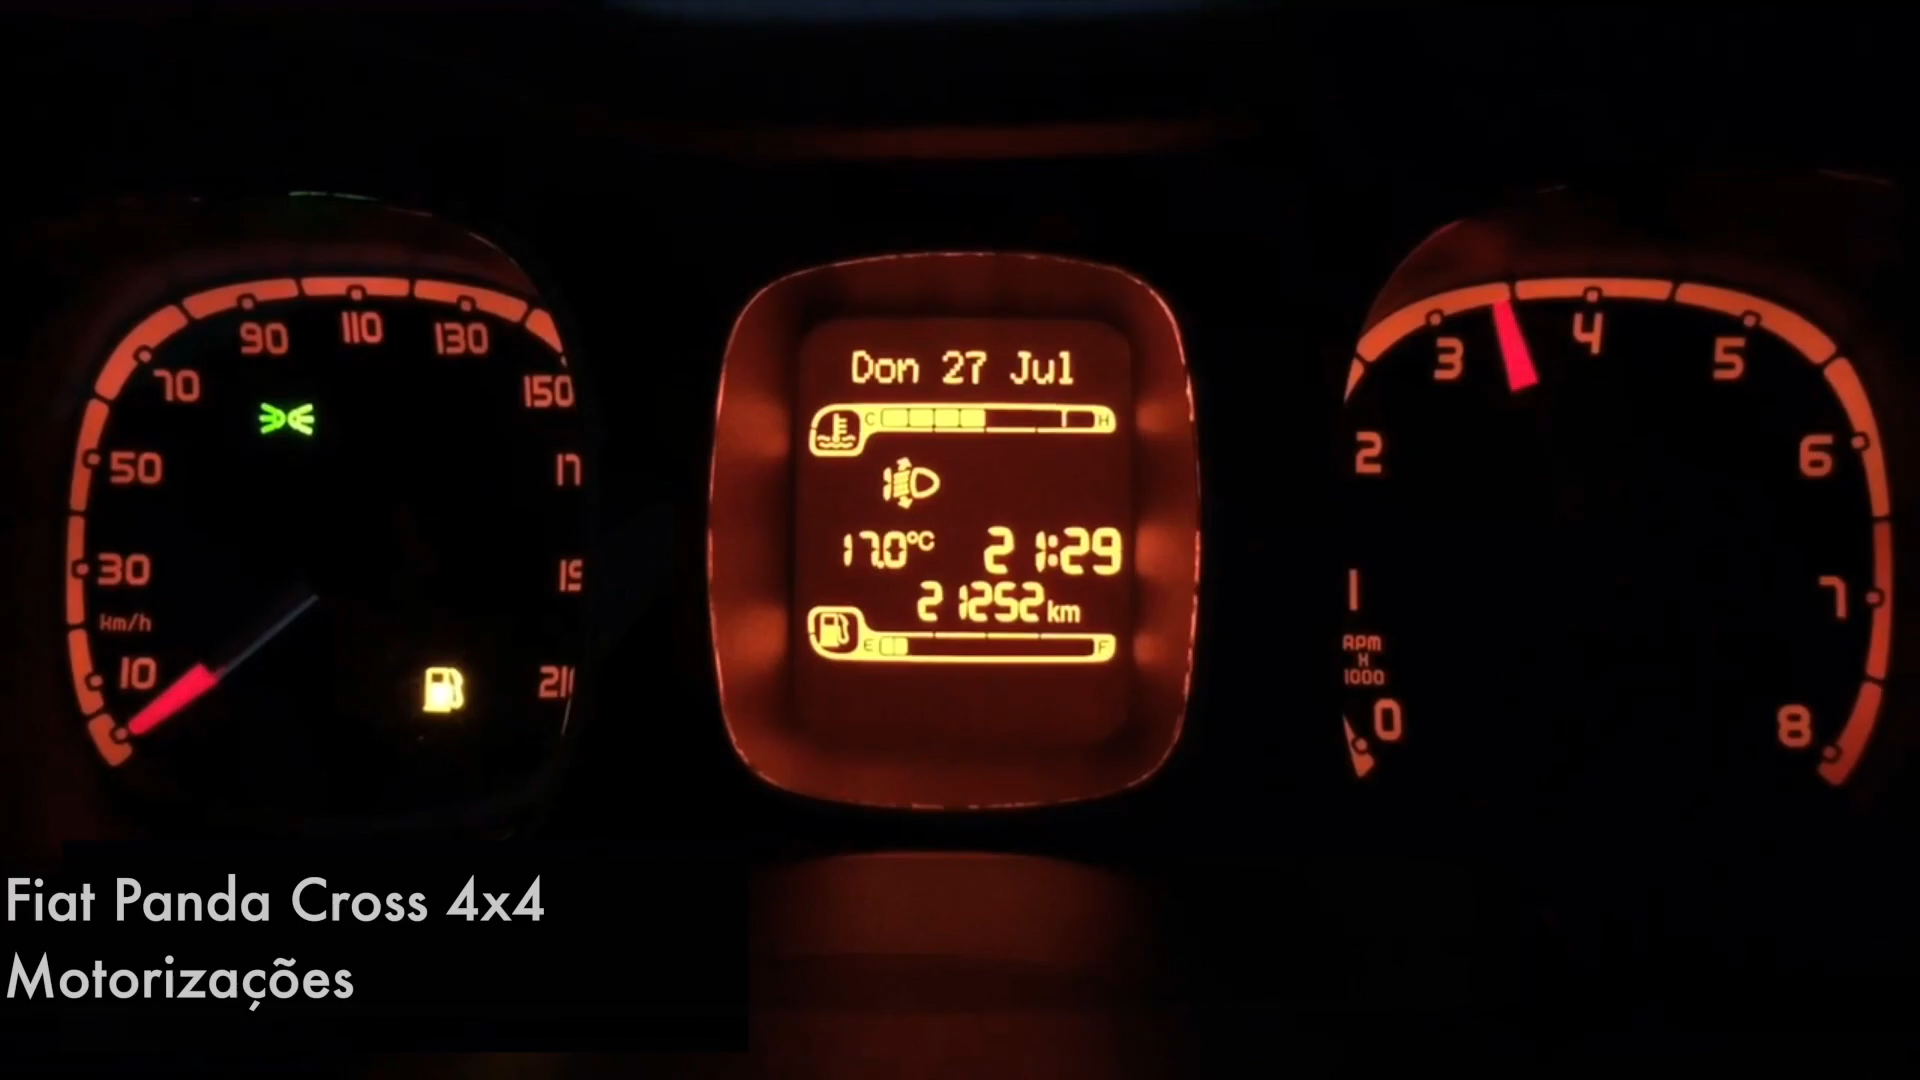 90 110 130
70 150
50 17
30 19
km/h
10 21
Don 27 Jul
C H
1
17.0°C 21:29
21252km
E F
3 4 5
2 6
1 7
RPM
X
1000
0 8
Fiat Panda Cross 4x4
Motorizações